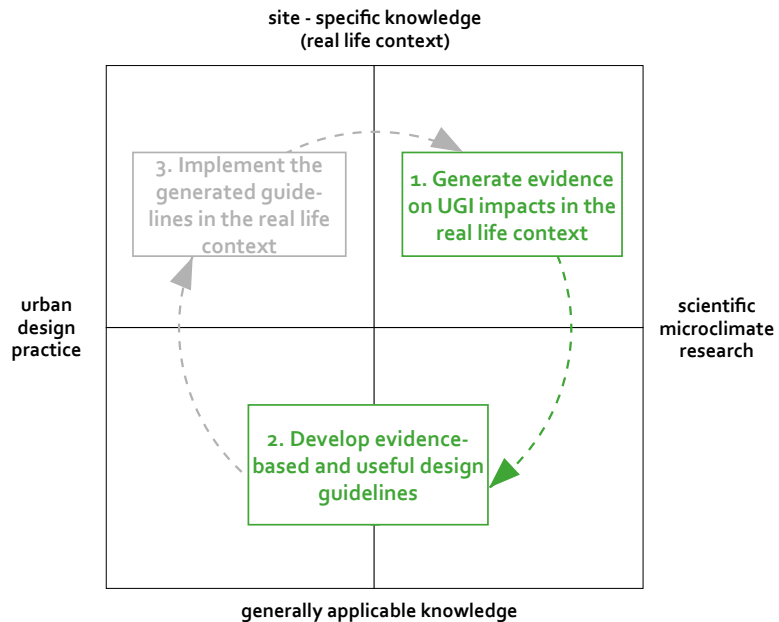 site - specific knowledge
(real life context)
3. Implement the
generated guide-
lines in the real life
context
1. Generate evidence
on UGI impacts in the
real life context
urban
design
practice
scientific
microclimate
research
2. Develop evidence-
based and useful design
guidelines
generally applicable knowledge